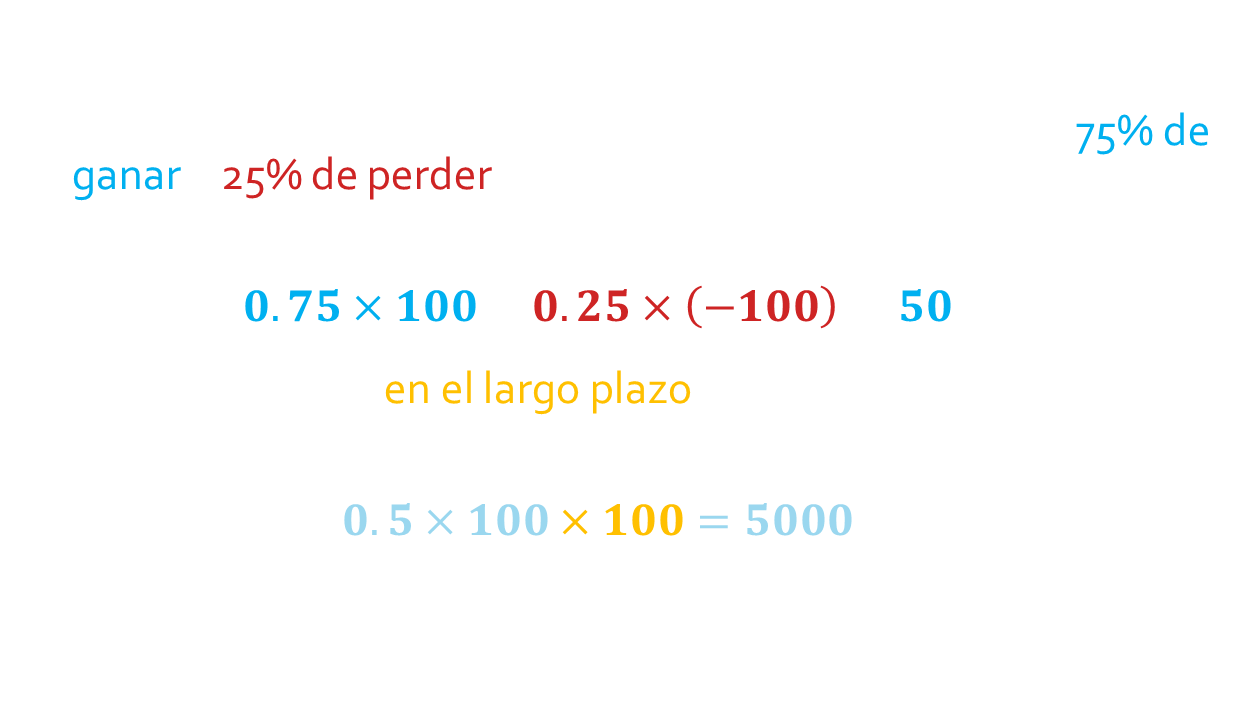 75% de
ganar 25% de perder
0.75 × 100 0.25 × (−100) 50
en el largo plazo
0.5 × 100 × 100 = 5000